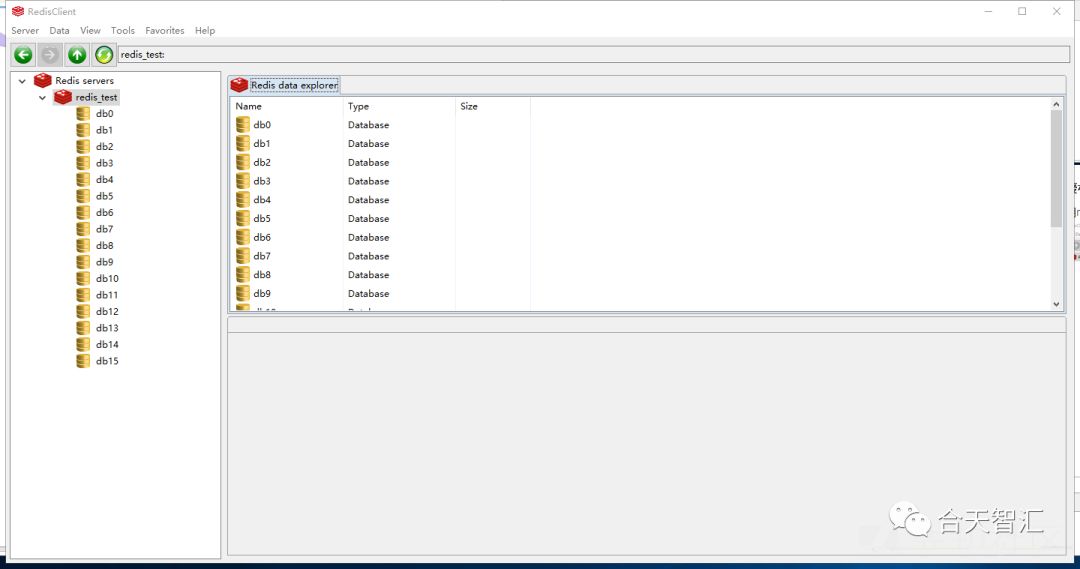 RedisClient
Server Data View Tools Favorites Help
redis_test:
Redis servers
redis_test
db0
db1
db2
db3
db4
db5
db6
db7
db8
db9
db10
db11
db12
db13
db14
db15
Redis data explorer
Name Type Size
db0 Database
db1 Database
db2 Database
db3 Database
db4 Database
db5 Database
db6 Database
db7 Database
db8 Database
db9 Database
合天智汇